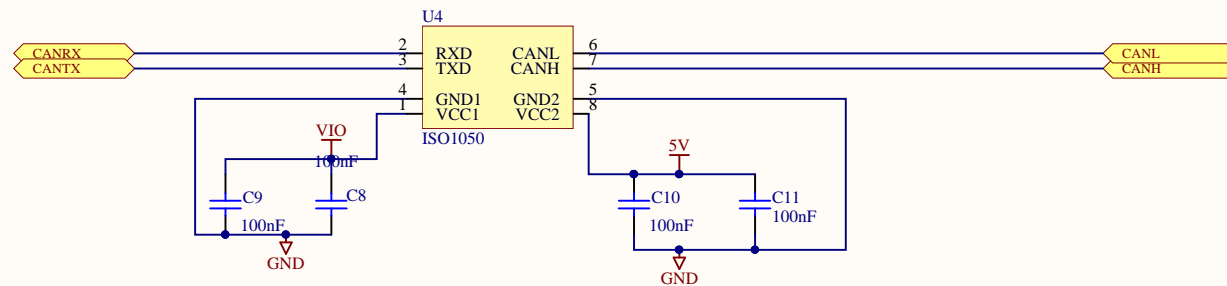 U4
CANRX 2 RXD CANL 6 CANL
CANTX 3 TXD CANH 7 CANH
4 GND1 GND2 5
1 VCC1 VCC2 8
VIO ISO1050 5V
100nF
C9 C8 C10 C11
100nF 100nF 100nF
GND GND